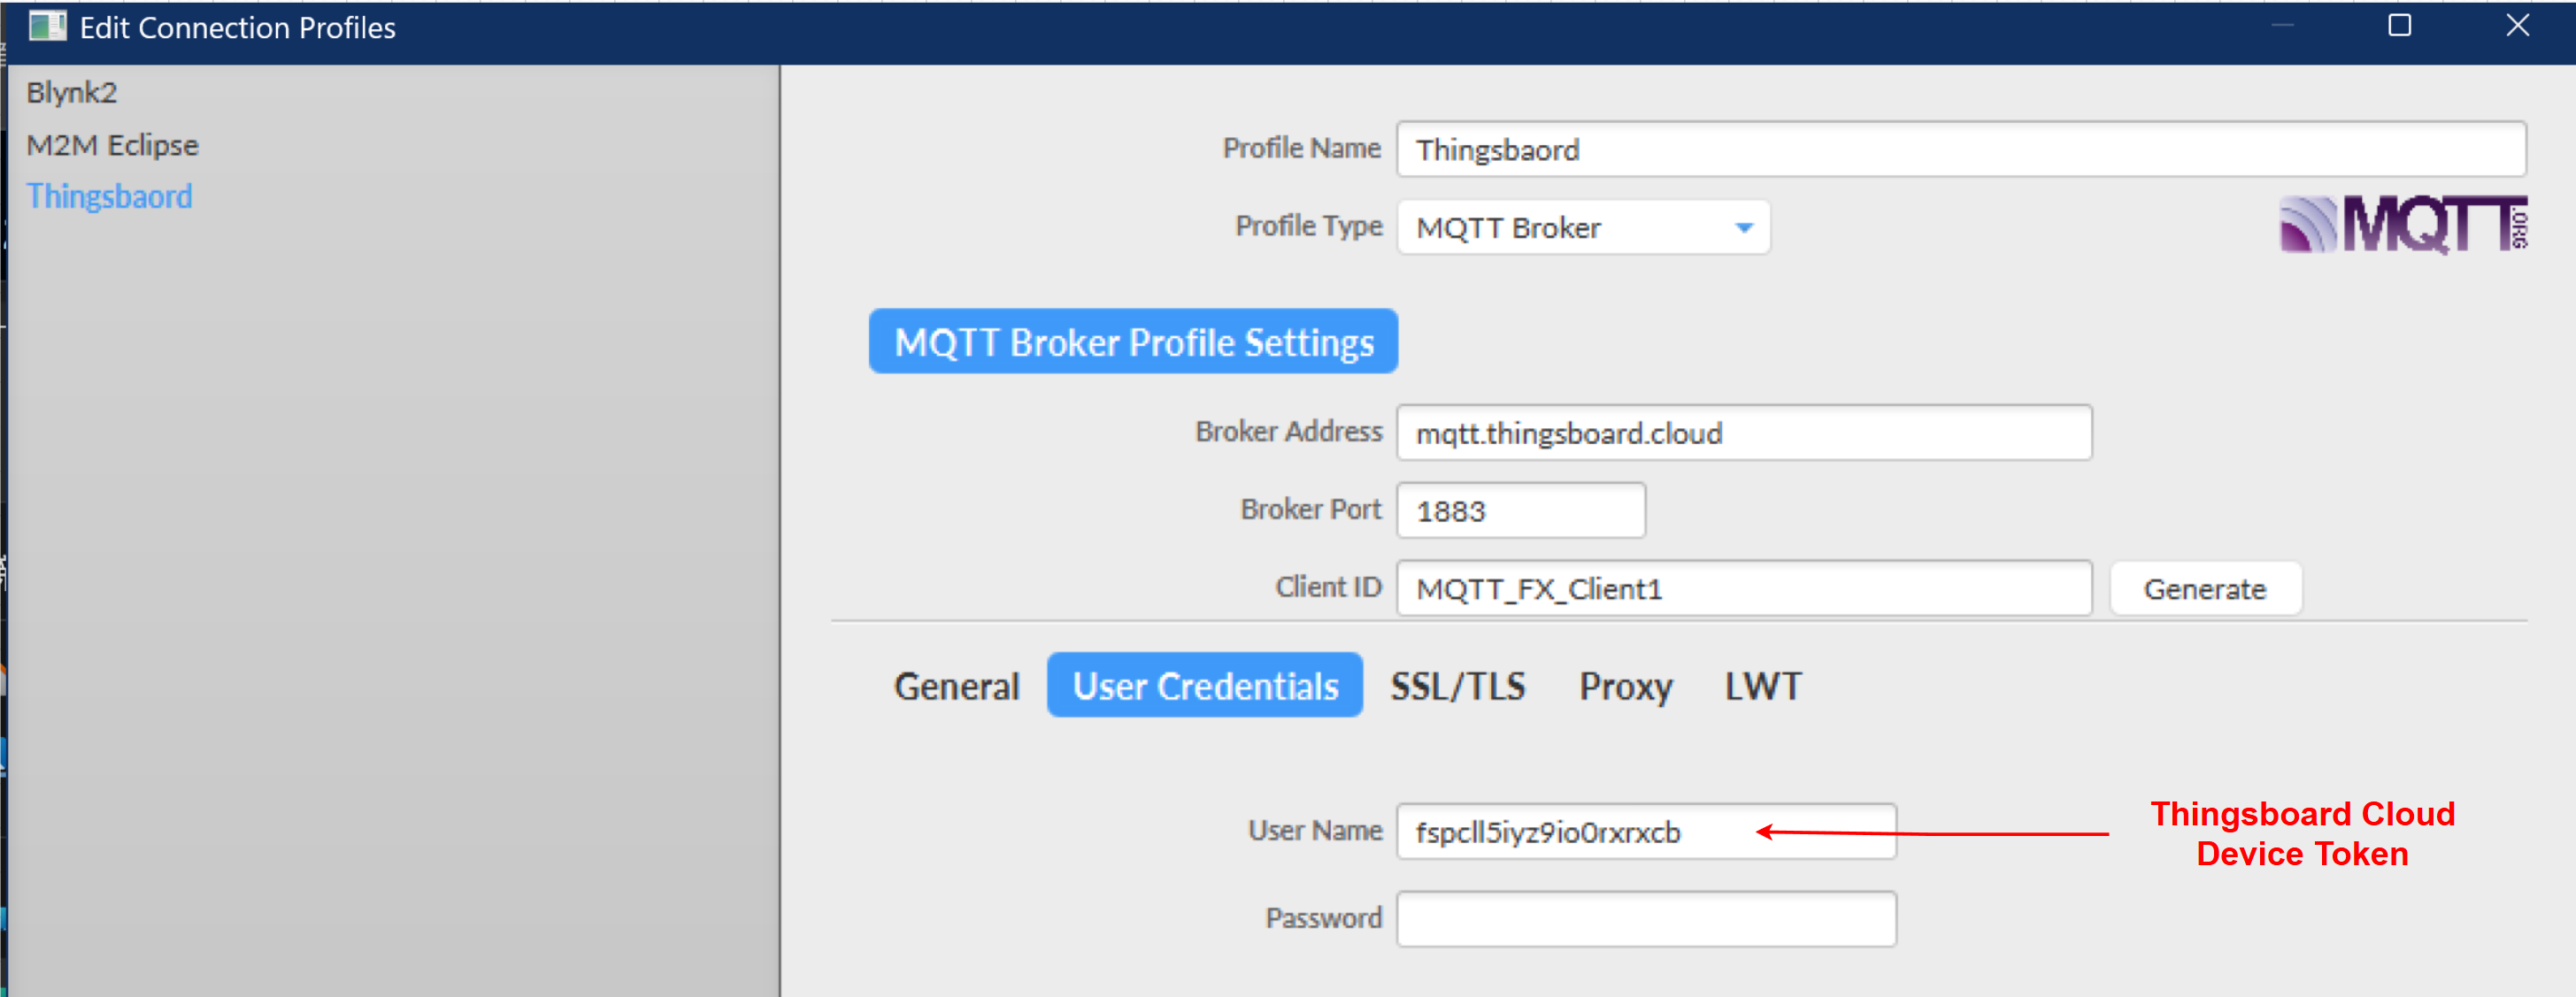 Edit Connection Profiles
Blynk2
M2M Eclipse
Thingsbaord
Profile Name Thingsbaord
Profile Type MQTT Broker
MQTT.ORG
MQTT Broker Profile Settings
Broker Address mqtt.thingsboard.cloud
Broker Port 1883
Client ID MQTT_FX_Client1 Generate
General User Credentials SSL/TLS Proxy LWT
User Name fspcll5iyz9io0rxrxcb
Thingsboard Cloud
Device Token
Password